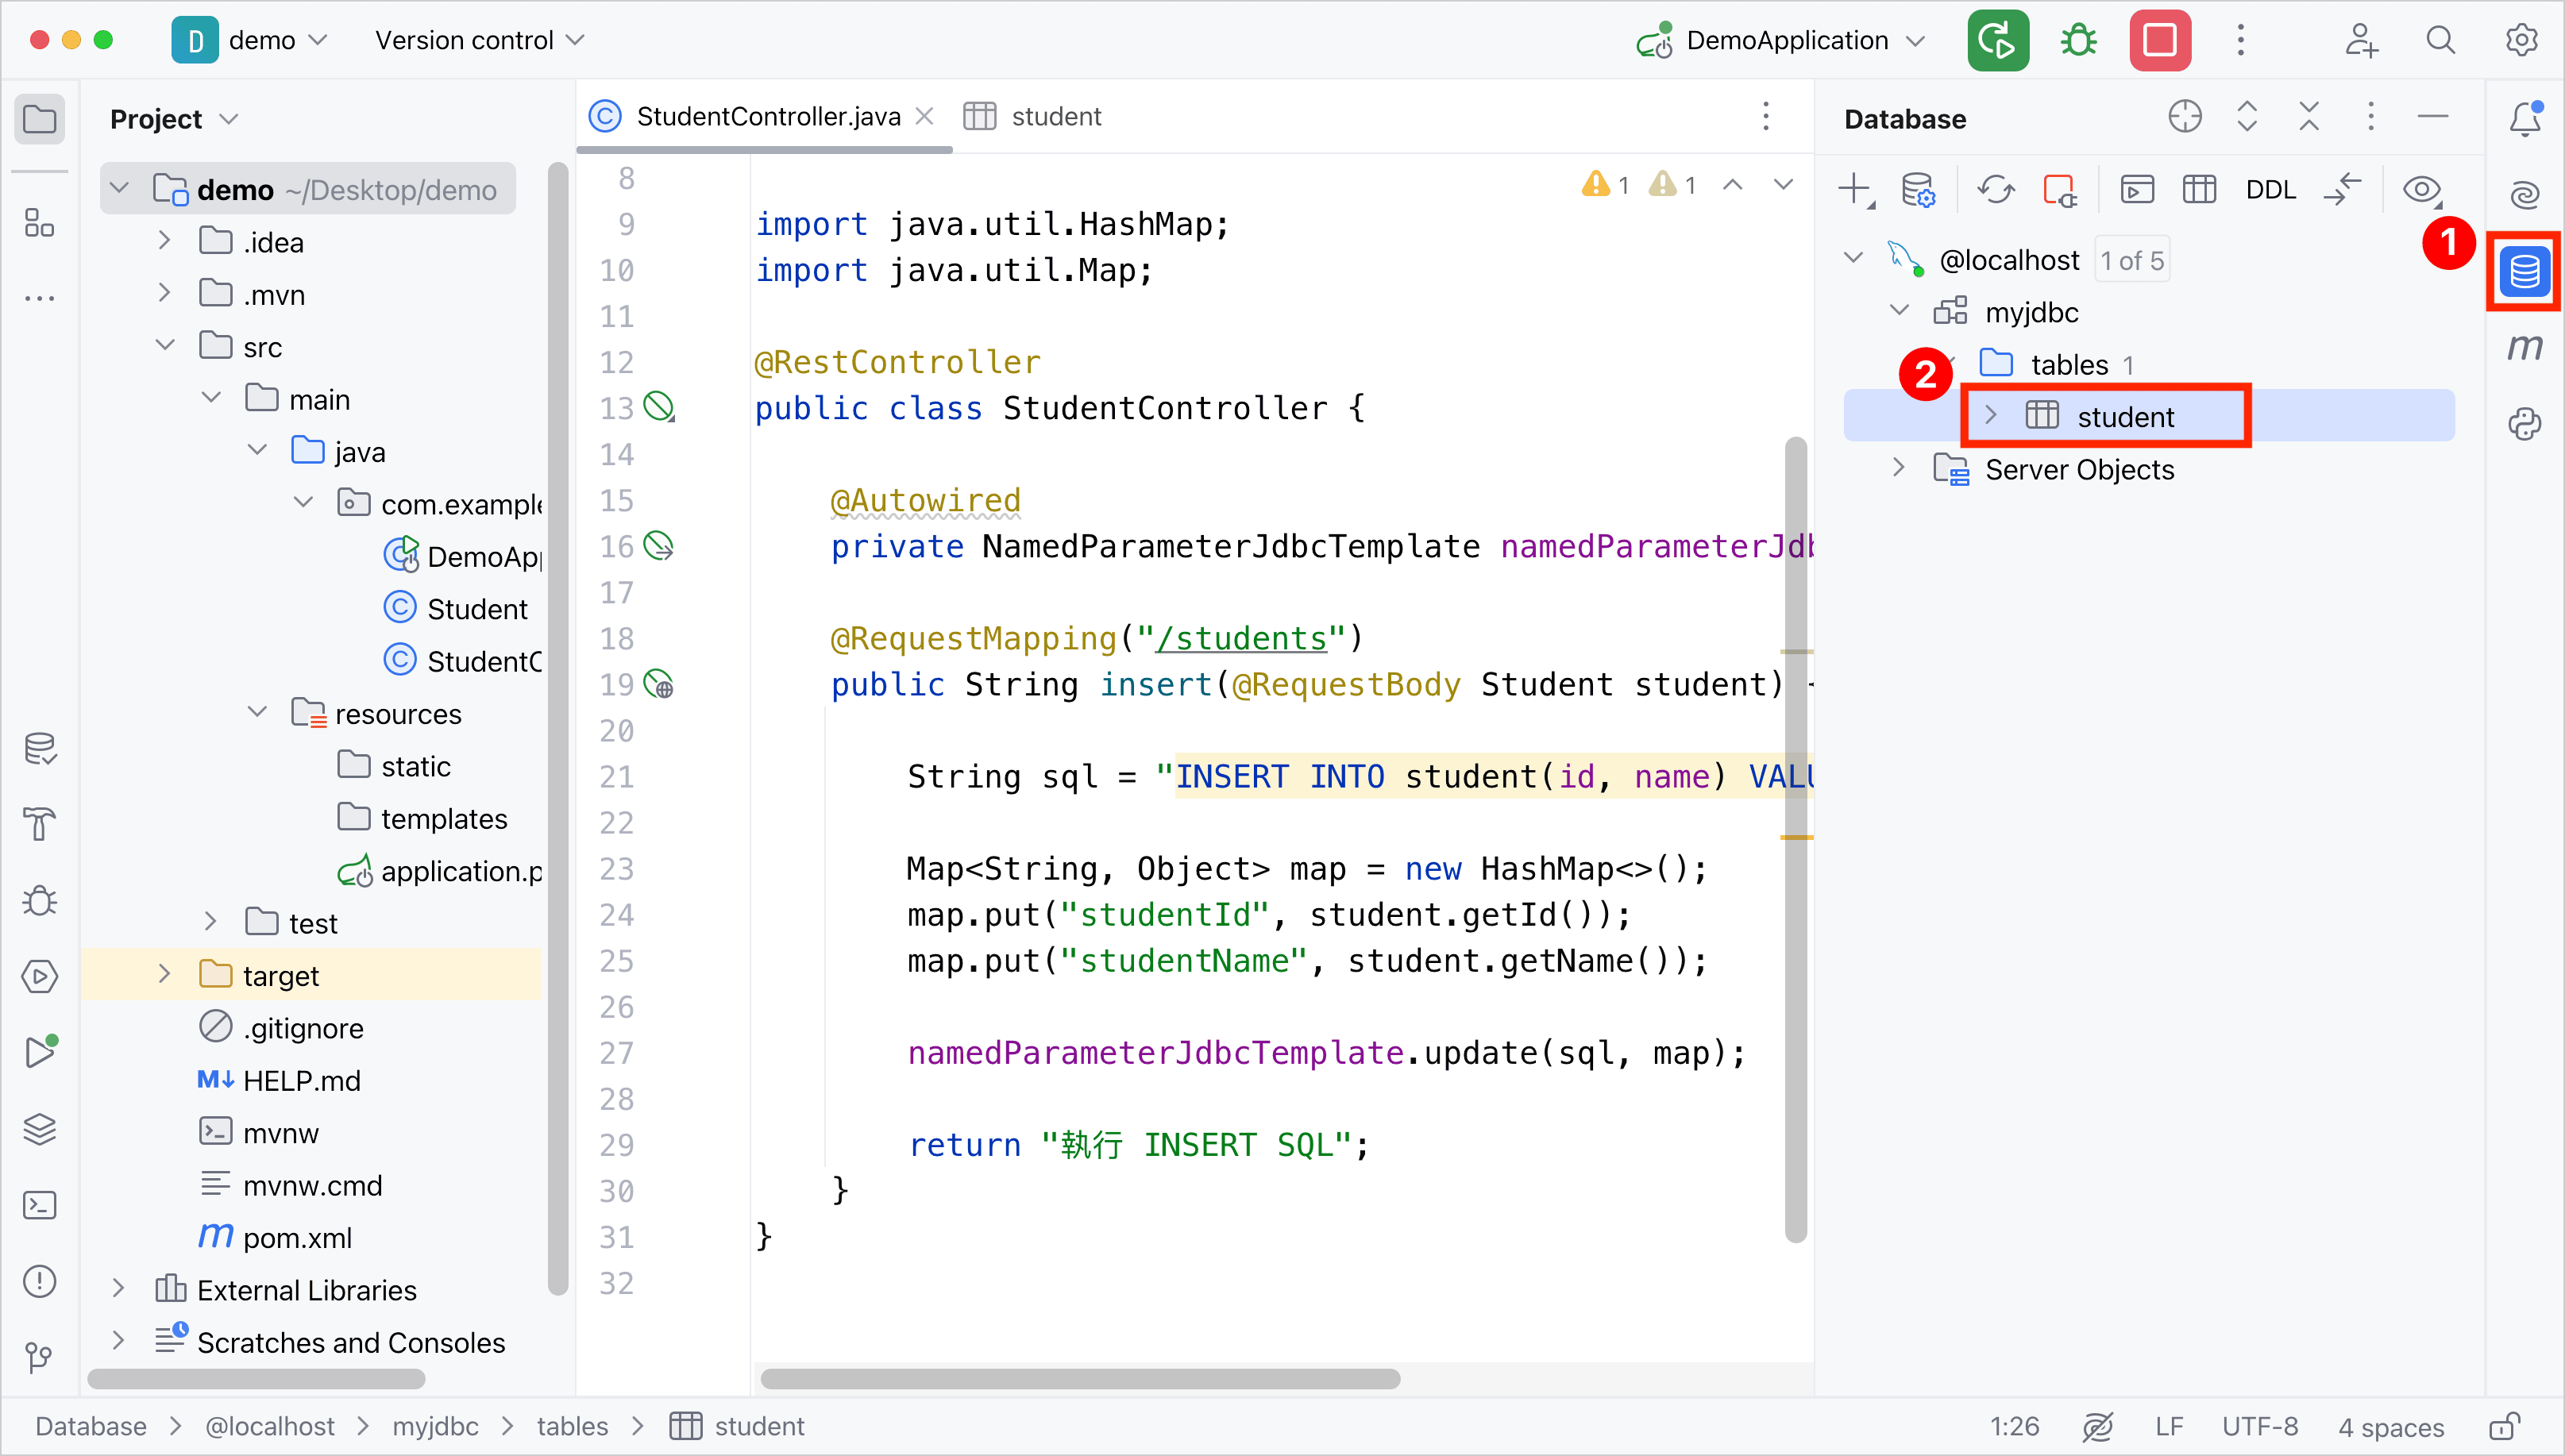 D demo Version control DemoApplication
Project
demo ~/Desktop/demo
.idea
.mvn
src
main
java
com.example
DemoApp
Student
StudentC
resources
static
templates
application.p
test
target
.gitignore
M↓ HELP.md
mvnw
mvnw.cmd
m pom.xml
External Libraries
Scratches and Consoles
StudentController.java student
1 1
8
9 import java.util.HashMap;
10 import java.util.Map;
11
12 @RestController
13 public class StudentController {
14
15 @Autowired
16 private NamedParameterJdbcTemplate namedParameterJdb
17
18 @RequestMapping("/students")
19 public String insert(@RequestBody Student student) {
20
21 String sql = "INSERT INTO student(id, name) VALU
22
23 Map<String, Object> map = new HashMap<>();
24 map.put("studentId", student.getId());
25 map.put("studentName", student.getName());
26
27 namedParameterJdbcTemplate.update(sql, map);
28
29 return "執行 INSERT SQL";
30 }
31 }
32
Database
DDL
1
@localhost 1 of 5
myjdbc
tables 1
2
student
Server Objects
m
Database > @localhost > myjdbc > tables > student
1:26 LF UTF-8 4 spaces